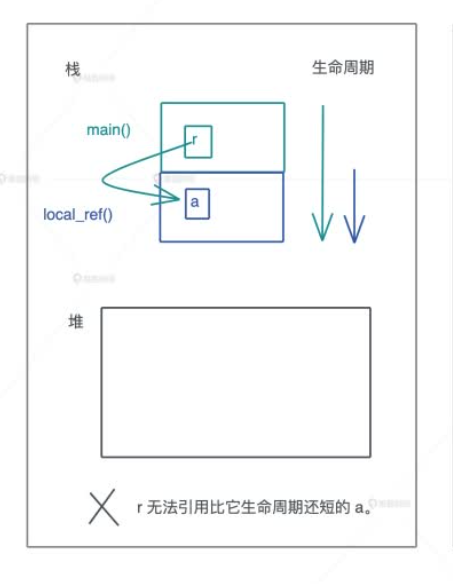 栈
生命周期
main()
r
local_ref()
a
堆
r 无法引用比它生命周期还短的 a。